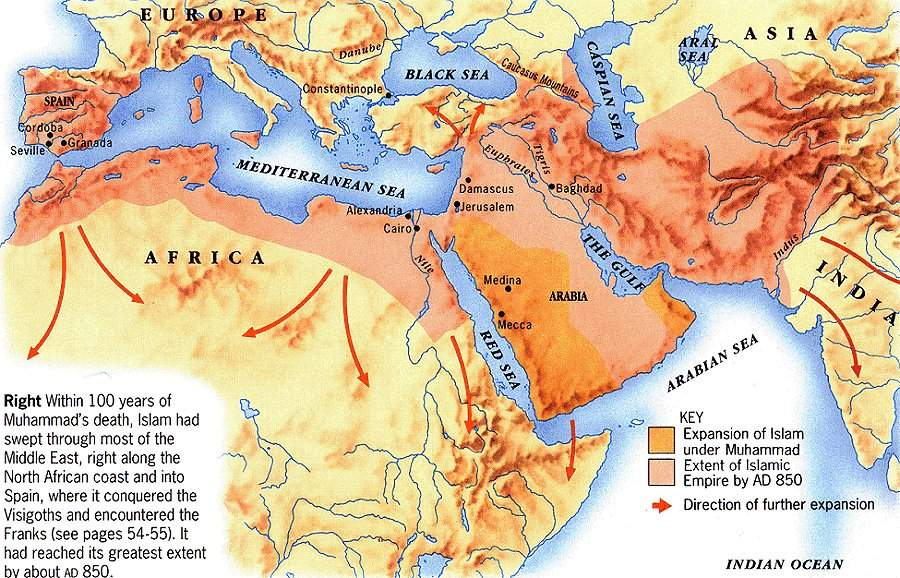 EUROPE
ASIA
Danube
BLACK SEA
Caucasus Mountains
CASPIAN SEA
ARAL
SEA
Constantinople
SPAIN
Cordoba
Seville
Granada
MEDITERRANEAN SEA
Euphrates
Tigris
Damascus
Baghdad
Jerusalem
Alexandria
Cairo
AFRICA
Nile
THE GULF
Indus
INDIA
Medina
ARABIA
Mecca
RED SEA
ARABIAN SEA
Right Within 100 years of
Muhammad's death, Islam had
swept through most of the
Middle East, right along the
North African coast and into
Spain, where it conquered the
Visigoths and encountered the
Franks (see pages 54-55). It
had reached its greatest extent
by about AD 850.
KEY
Expansion of Islam
under Muhammad
Extent of Islamic
Empire by AD 850
Direction of further expansion
INDIAN OCEAN